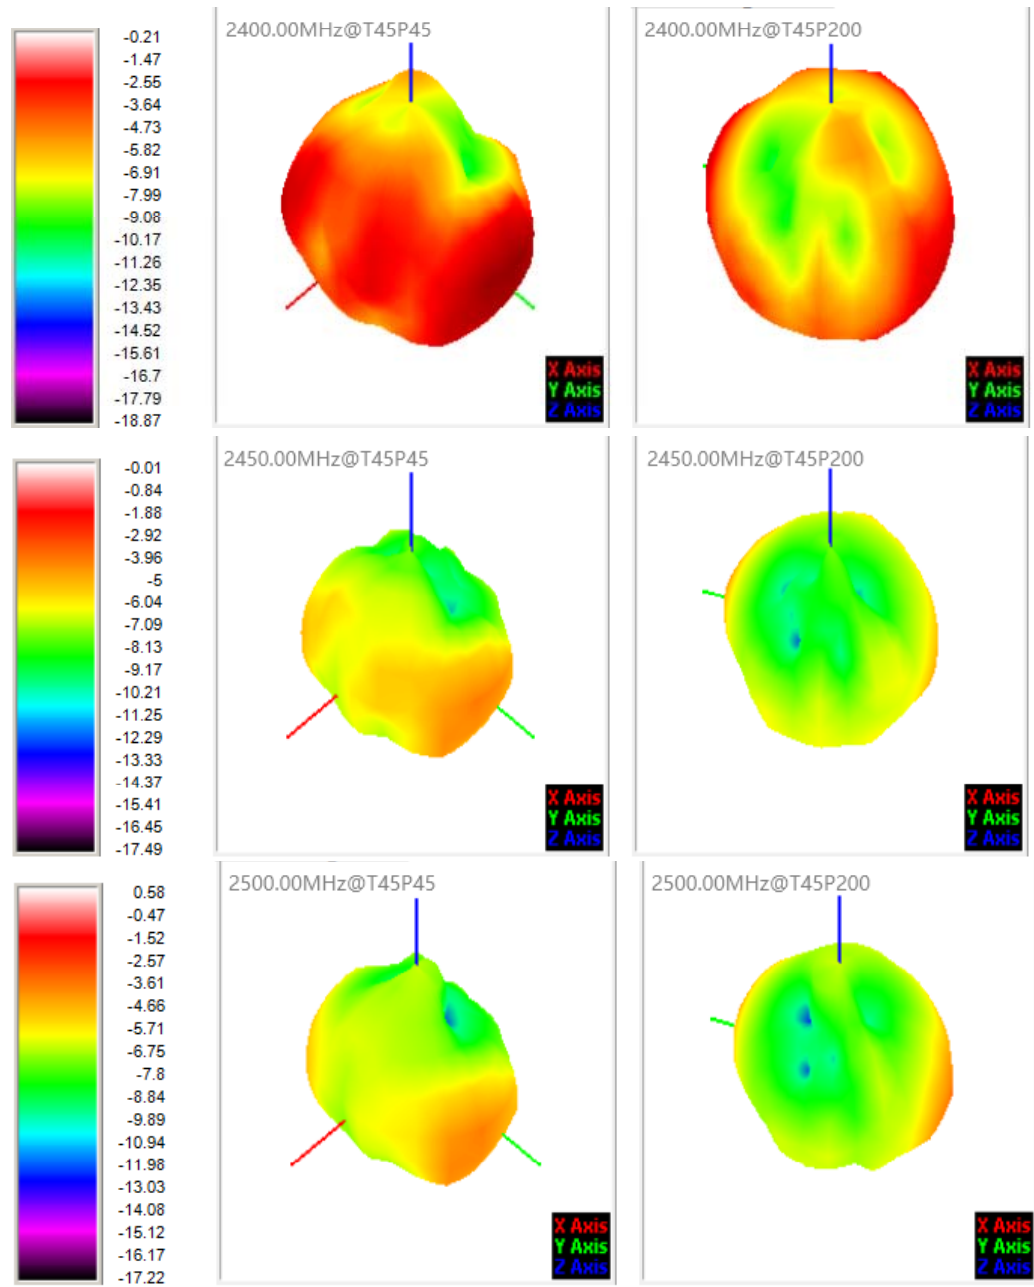 2400.00MHz@T45P45
2400.00MHz@T45P200
-0.21
-1.47
-2.55
-3.64
-4.73
-5.82
-6.91
-7.99
-9.08
-10.17
-11.26
-12.35
-13.43
-14.52
-15.61
-16.7
-17.79
-18.87
X Axis
Y Axis
Z Axis
X Axis
Y Axis
Z Axis
2450.00MHz@T45P45
2450.00MHz@T45P200
-0.01
-0.84
-1.88
-2.92
-3.96
-5
-6.04
-7.09
-8.13
-9.17
-10.21
-11.25
-12.29
-13.33
-14.37
-15.41
-16.45
-17.49
X Axis
Y Axis
Z Axis
X Axis
Y Axis
Z Axis
2500.00MHz@T45P45
2500.00MHz@T45P200
0.58
-0.47
-1.52
-2.57
-3.61
-4.66
-5.71
-6.75
-7.8
-8.84
-9.89
-10.94
-11.98
-13.03
-14.08
-15.12
-16.17
-17.22
X Axis
Y Axis
Z Axis
X Axis
Y Axis
Z Axis